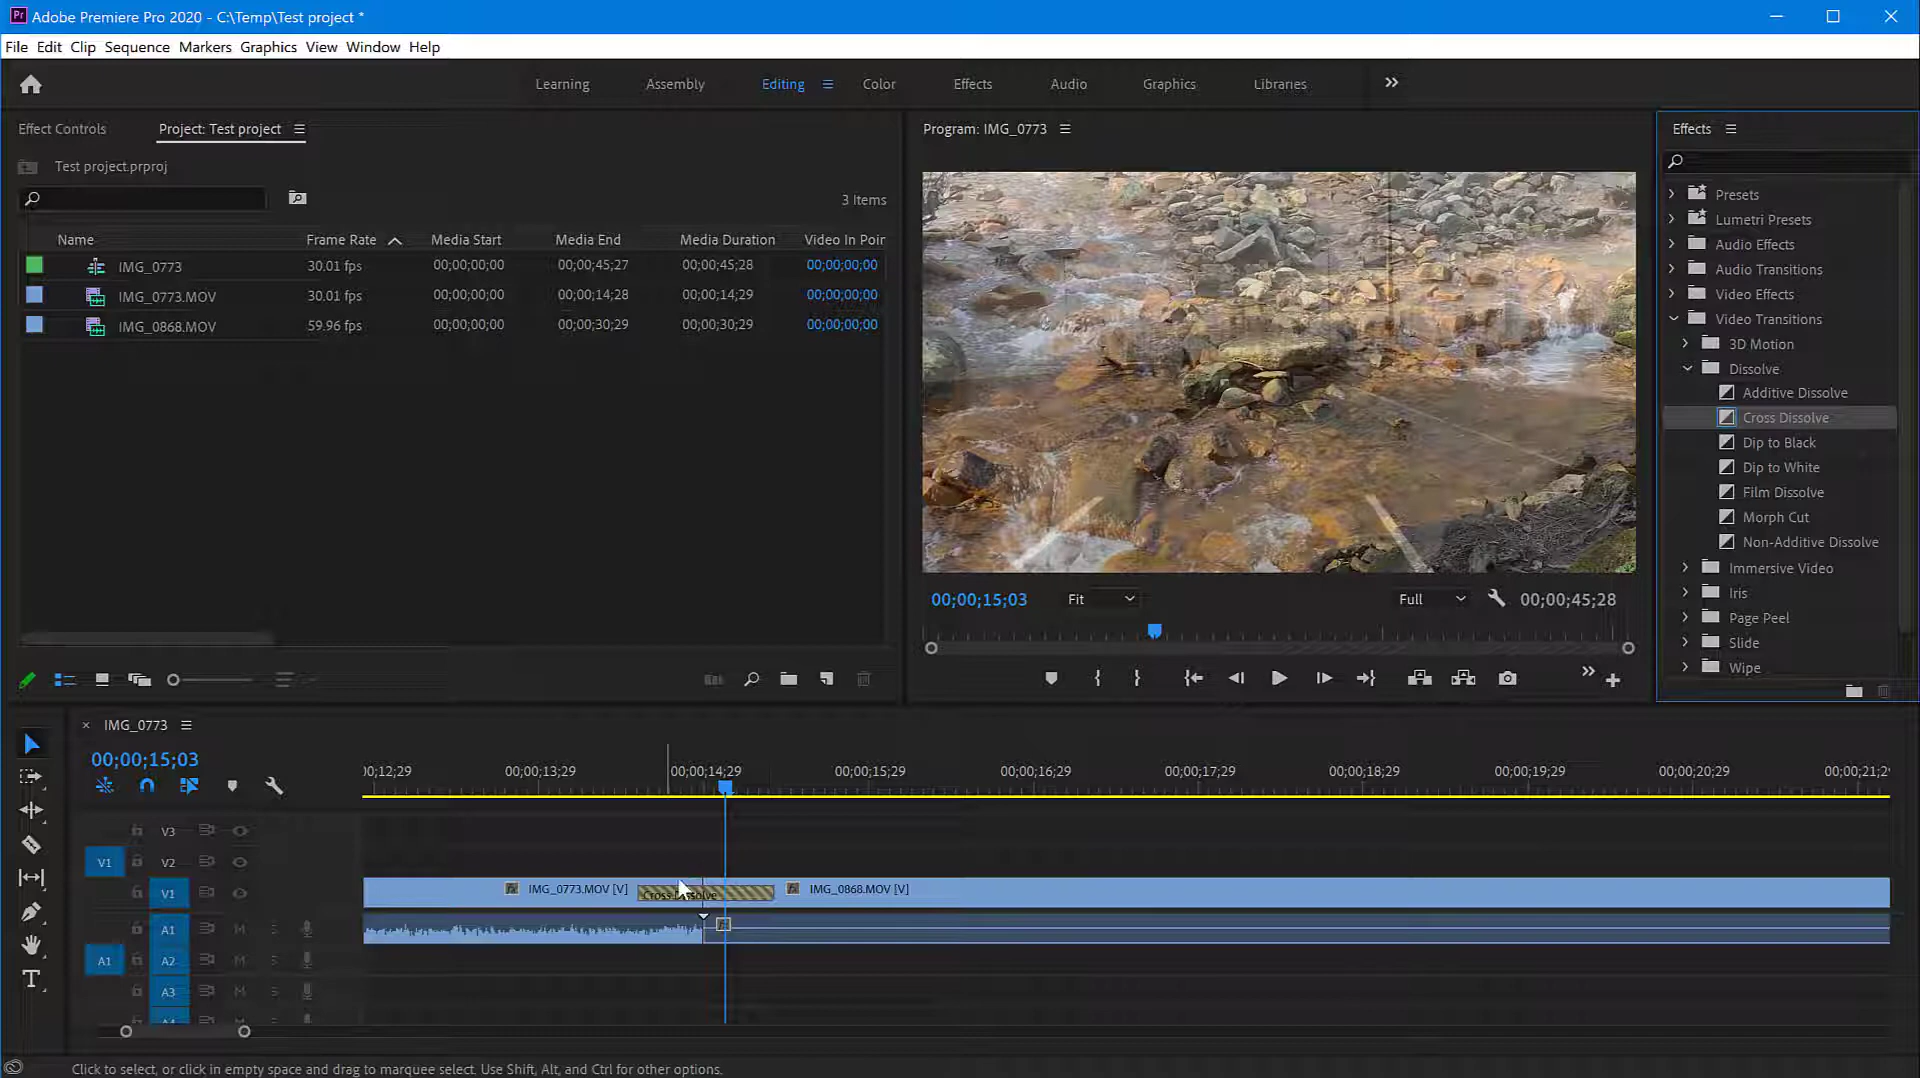 Adobe Premiere Pro 2020 - C:\Temp\Test project *
File Edit Clip Sequence Markers Graphics View Window Help
Learning Assembly Editing Color Effects Audio Graphics Libraries
Effect Controls Project: Test project
Test project.prproj
3 Items
Name Frame Rate Media Start Media End Media Duration Video In Poin
IMG_0773 30.01 fps 00;00;00;00 00;00;45;27 00;00;45;28 00;00;00;00
IMG_0773.MOV 30.01 fps 00;00;00;00 00;00;14;28 00;00;14;29 00;00;00;00
IMG_0868.MOV 59.96 fps 00;00;00;00 00;00;30;29 00;00;30;29 00;00;00;00
Program: IMG_0773
00;00;15;03 Fit Full 00;00;45;28
Effects
Presets
Lumetri Presets
Audio Effects
Audio Transitions
Video Effects
Video Transitions
3D Motion
Dissolve
Additive Dissolve
Cross Dissolve
Dip to Black
Dip to White
Film Dissolve
Morph Cut
Non-Additive Dissolve
Immersive Video
Iris
Page Peel
Slide
Wipe
× IMG_0773
00;00;15;03
;00;12;29 00;00;13;29 00;00;14;29 00;00;15;29 00;00;16;29 00;00;17;29 00;00;18;29 00;00;19;29 00;00;20;29 00;00;21;2
V3
V1 V2
V1 IMG_0773.MOV [V] Cross Dissolve IMG_0868.MOV [V]
A1 M S
A1 A2 M S
A3 M S
Click to select, or click in empty space and drag to marquee select. Use Shift, Alt, and Ctrl for other options.